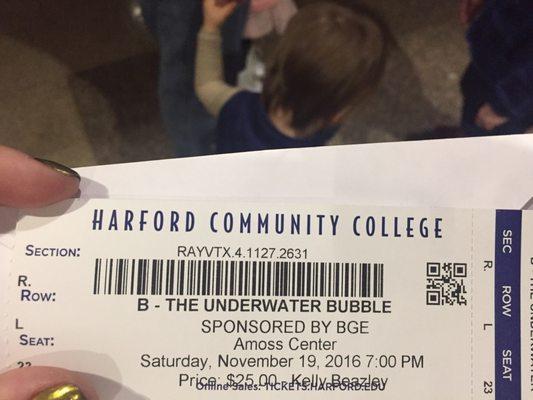 HARFORD COMMUNITY COLLEGE
SECTION:
RAYVTX.4.1127.2631
R.
ROW:
L
SEAT:
B - THE UNDERWATER BUBBLE
SPONSORED BY BGE
Amoss Center
Saturday, November 19, 2016 7:00 PM
Price: $25.00 Kelly Beazley
Online Sales: TICKETS.HARFORD.EDU
SEC ROW SEAT
R. L 23